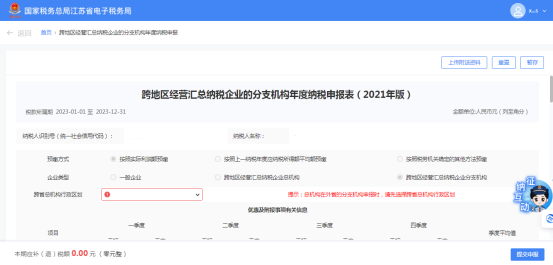 国家税务总局江苏省电子税务局
返回 首页 > 跨地区经营汇总纳税企业的分支机构年度纳税申报
上传附送资料 重置 暂存
跨地区经营汇总纳税企业的分支机构年度纳税申报表（2021年版）
税款所属期 2023-01-01 至 2023-12-31 金额单位:人民币元（列至角分）
纳税人识别号（统一社会信用代码）： 纳税人名称：
预缴方式 按照实际利润额预缴 按照上一纳税年度应纳税所得额平均额预缴 按照税务机关确定的其他方法预缴
企业类型 一般企业 跨地区经营汇总纳税企业总机构 跨地区经营汇总纳税企业分支机构
跨省总机构行政区划 提示：总机构在外省的分支机构申报时，请先选择跨省总机构行政区划
优惠及附报事项有关信息
项目 一季度 二季度 三季度 四季度 季度平均值
征纳互动
本期应补（退）税额 0.00 元（ 零元整） 提交申报